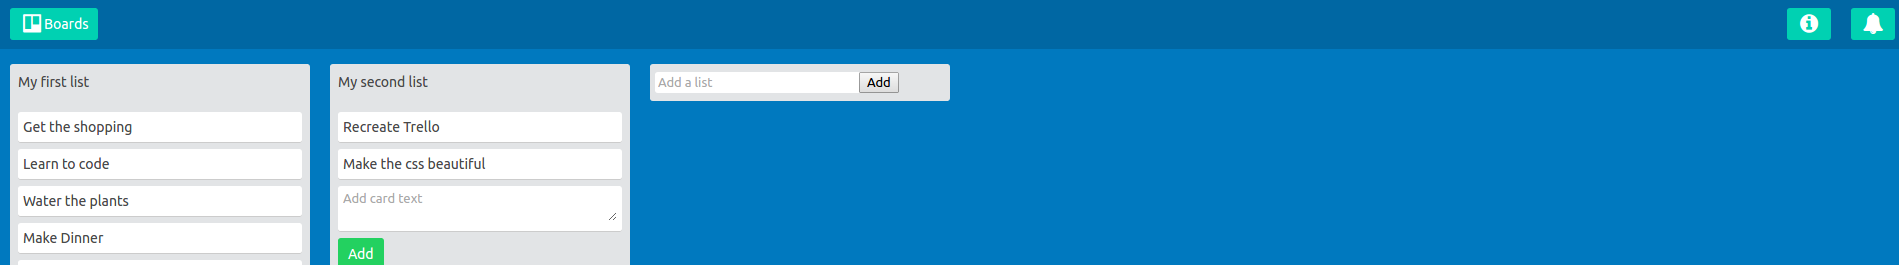 Boards
My first list
Get the shopping
Learn to code
Water the plants
Make Dinner
My second list
Recreate Trello
Make the css beautiful
Add card text
Add
Add a list
Add